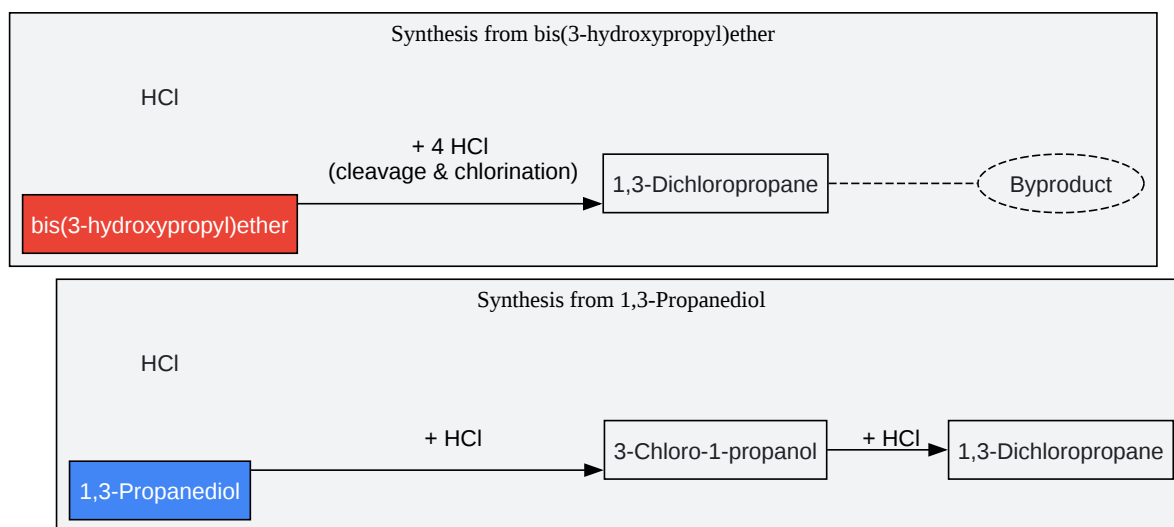 Synthesis from bis(3-hydroxypropyl)ether
HCl
+ 4 HCl
(cleavage & chlorination)
1,3-Dichloropropane
Byproduct
bis(3-hydroxypropyl)ether
Synthesis from 1,3-Propanediol
HCl
+ HCl
3-Chloro-1-propanol
+ HCl
1,3-Dichloropropane
1,3-Propanediol